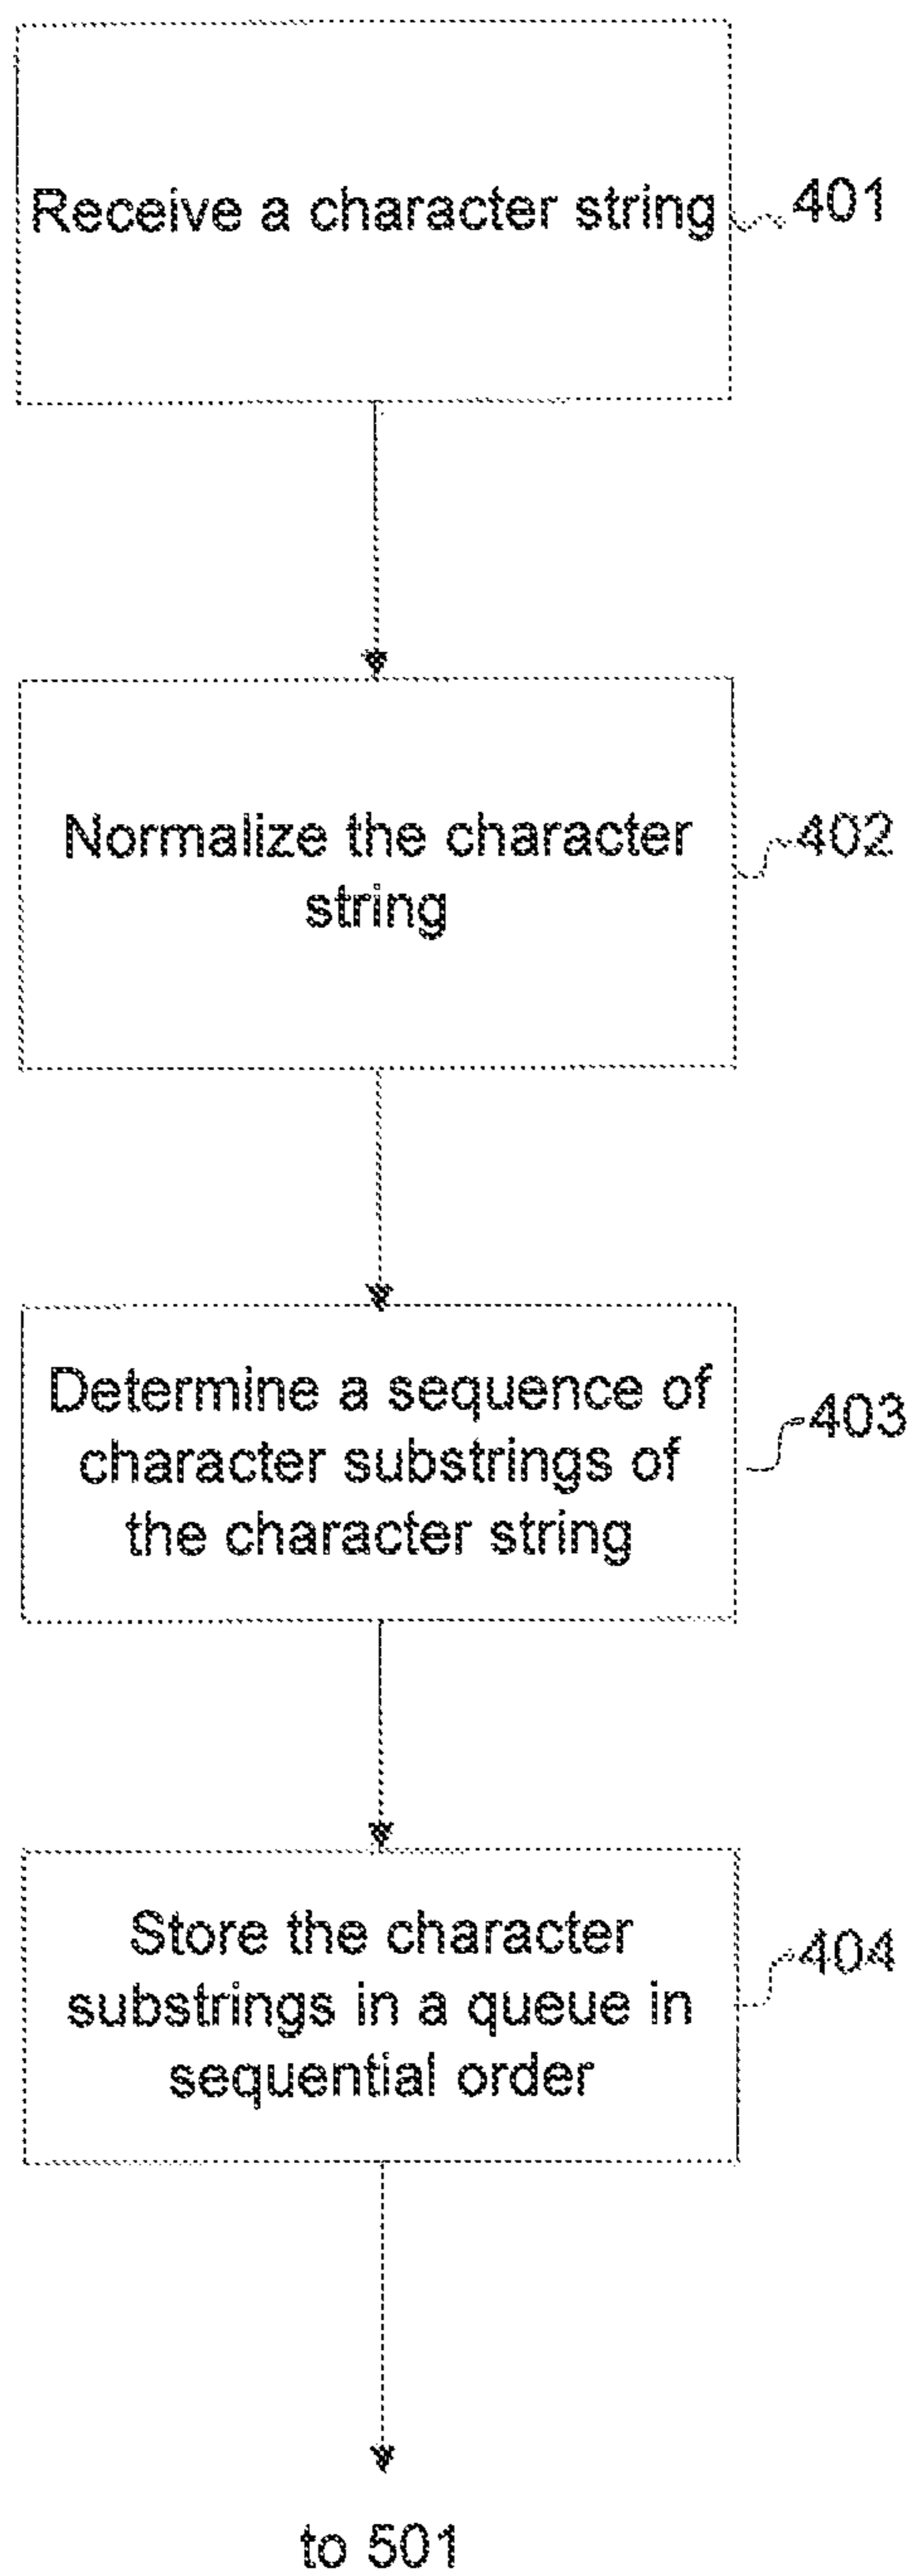 Receive a character string
401
Normalize the character
string
402
Determine a sequence of
character substrings of
the character string
403
Store the character
substrings in a queue in
sequential order
404
to 501